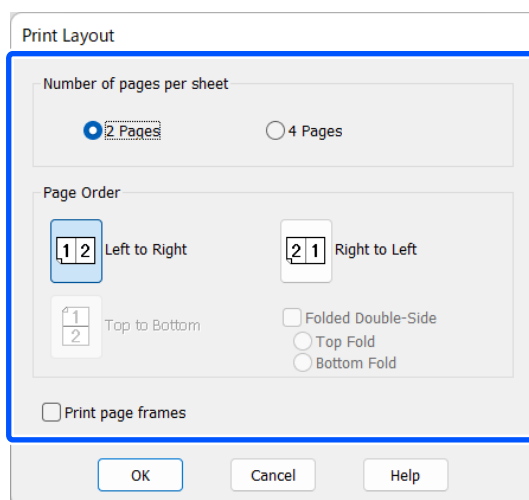 Print Layout
Number of pages per sheet
2 Pages 4 Pages
Page Order
1 2 Left to Right 2 1 Right to Left
1
2 Top to Bottom
Folded Double-Side
Top Fold
Bottom Fold
Print page frames
OK Cancel Help